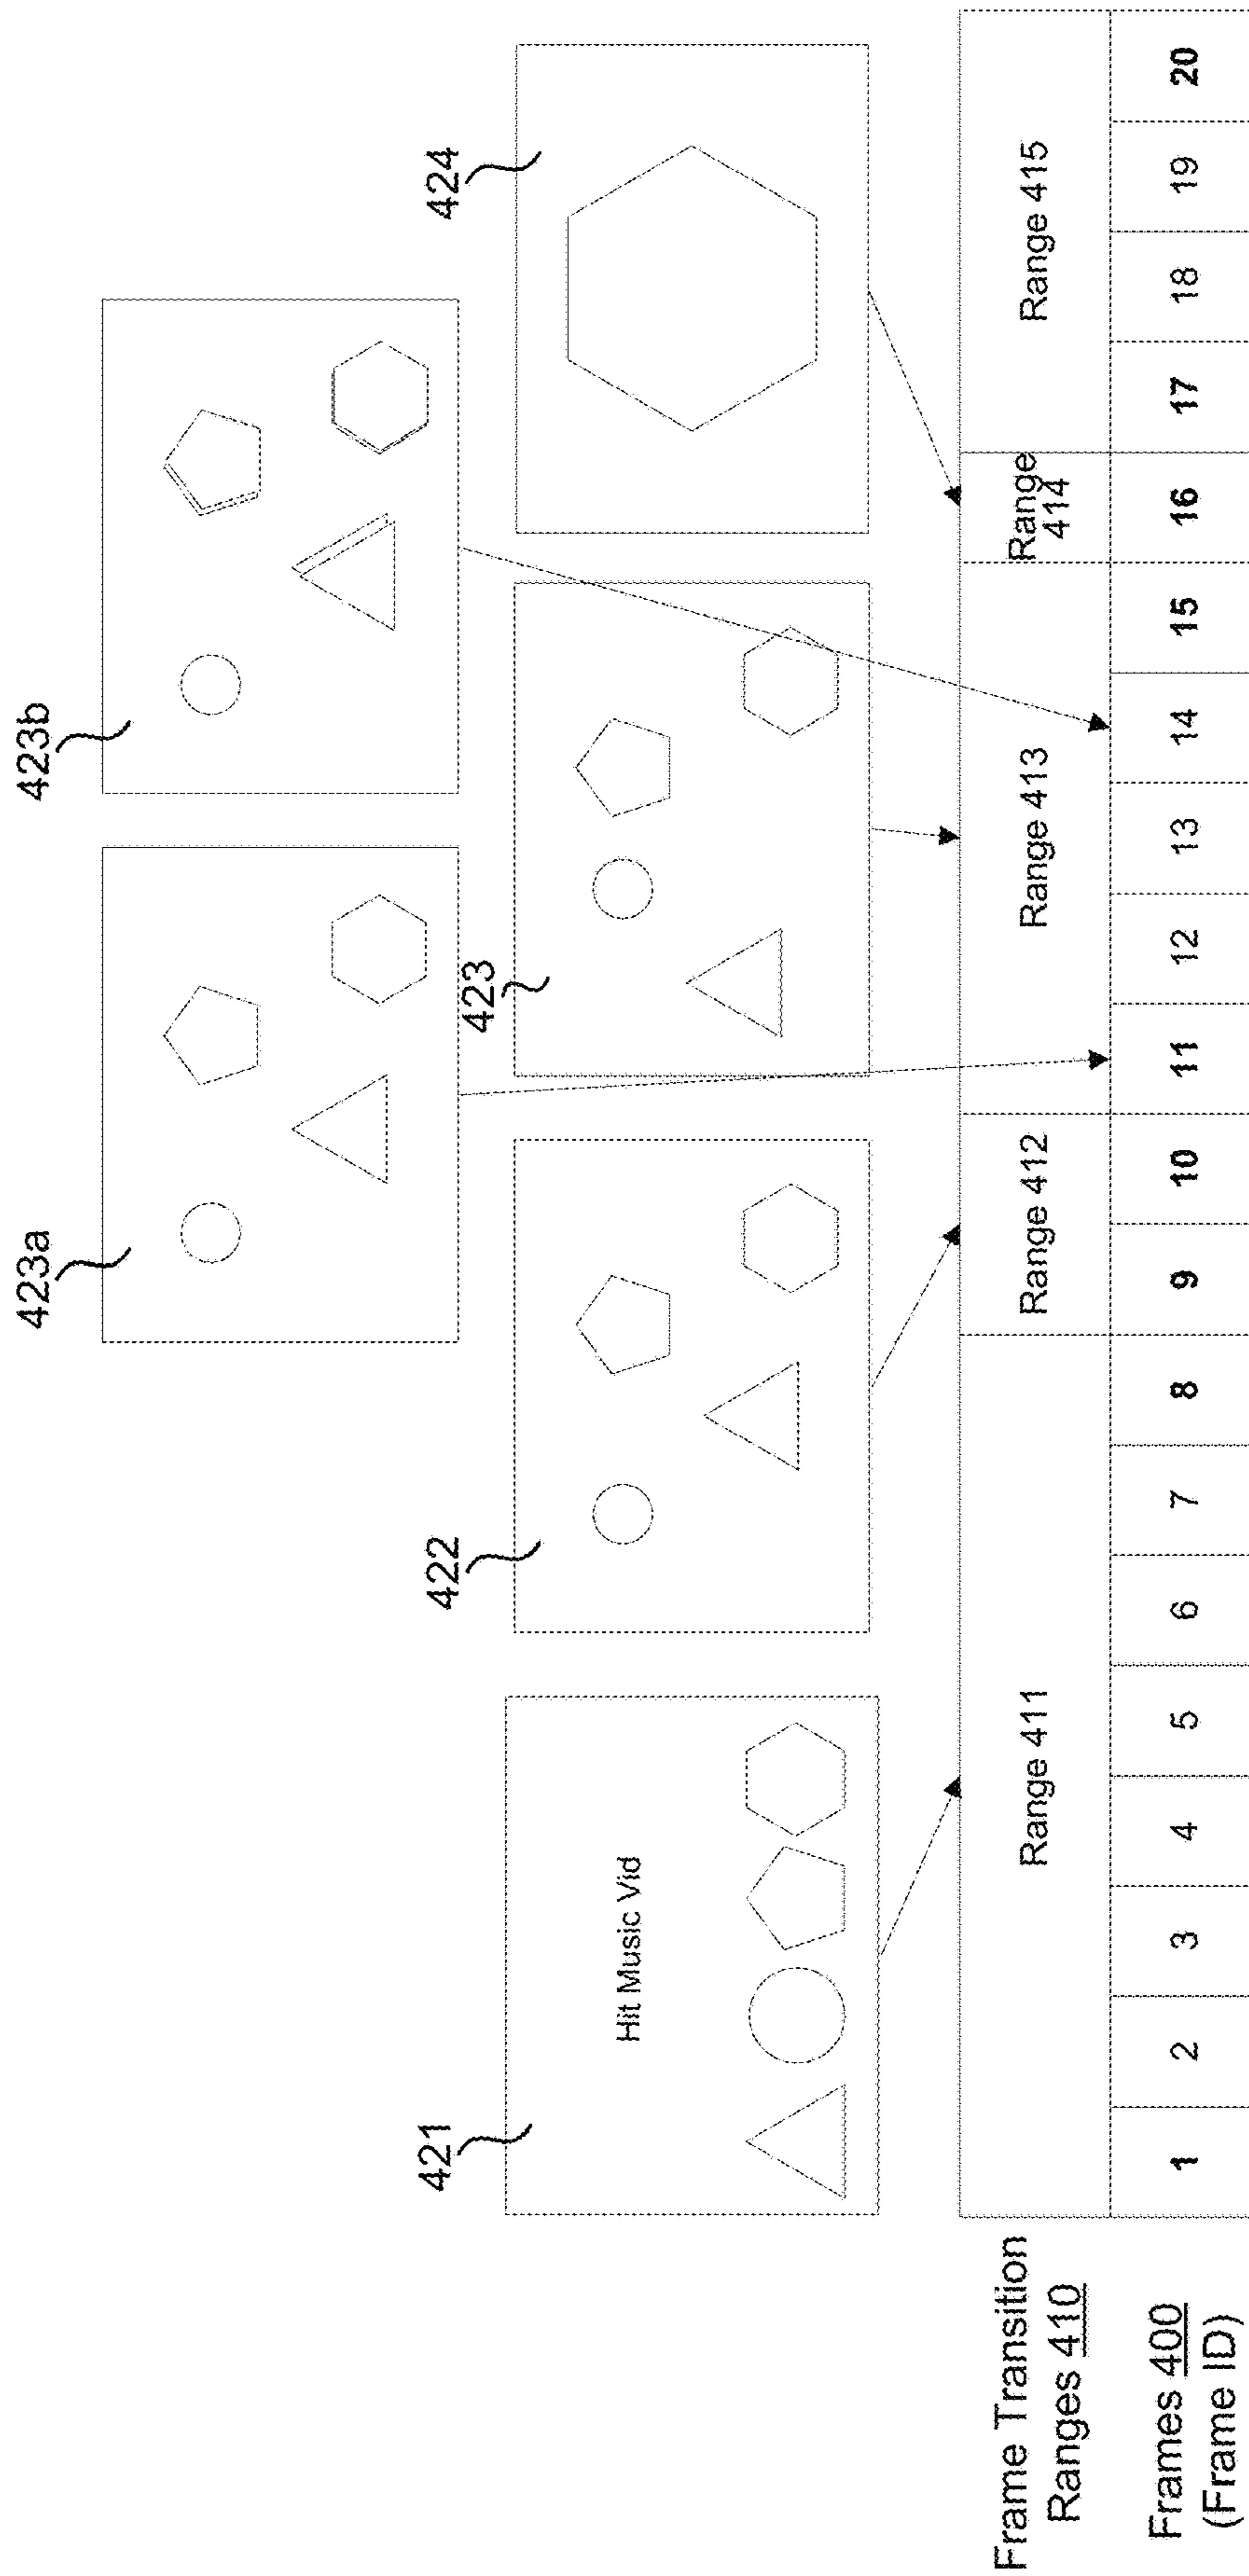 423a
423b
421
422
423
424
Hit Music Vid
Frame Transition
Ranges 410
Range 411
Range 412
Range 413
Range
414
Range 415
Frames 400
(Frame ID)
1 2 3 4 5 6 7 8 9 10 11 12 13 14 15 16 17 18 19 20